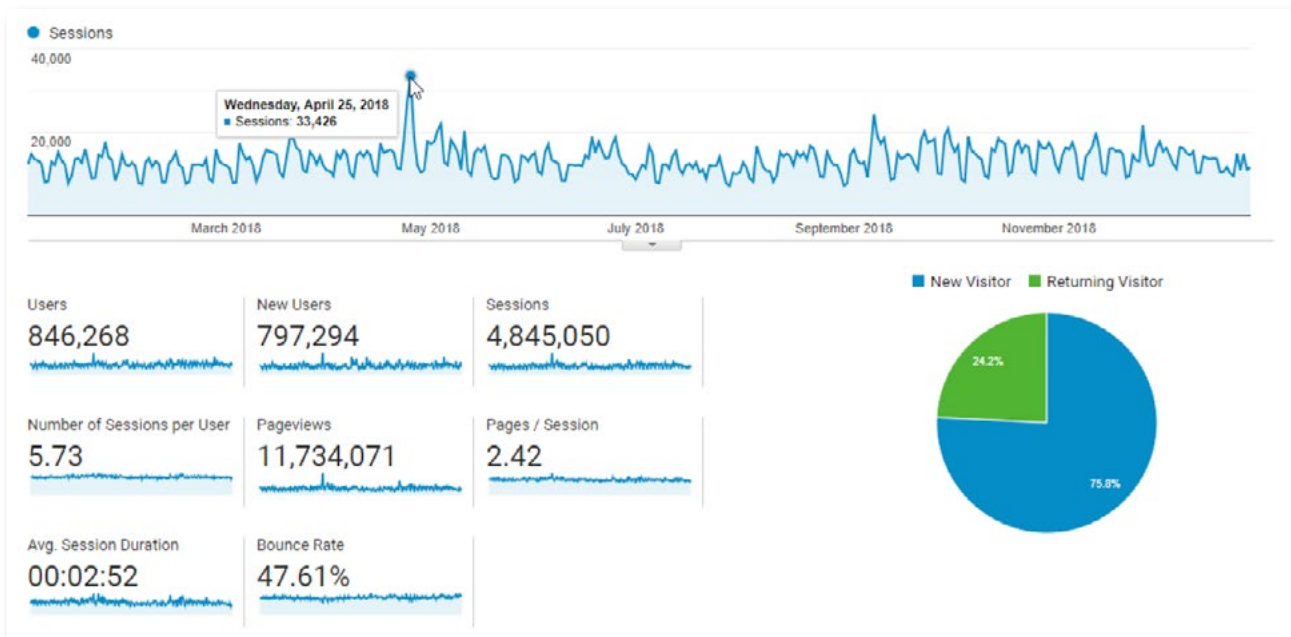 Sessions
40,000
Wednesday, April 25, 2018
Sessions: 33,426
20,000
March 2018
May 2018
July 2018
September 2018
November 2018
New Visitor
Returning Visitor
Users
New Users
Sessions
846,268
797,294
4,845,050
24.2%
Number of Sessions per User
Pageviews
Pages / Session
5.73
11,734,071
2.42
75.8%
Avg. Session Duration
Bounce Rate
00:02:52
47.61%